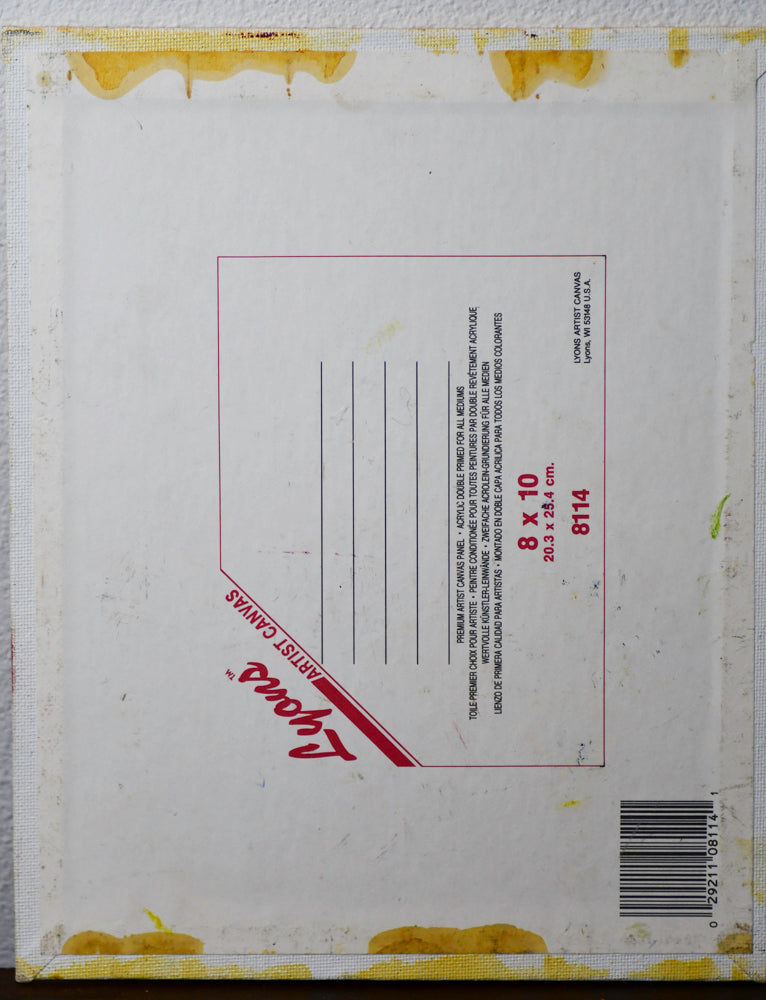 Lyons™
ARTIST CANVAS
PREMIUM ARTIST CANVAS PANEL • ACRYLIC DOUBLE PRIMED FOR ALL MEDIUMS
TOILE-PREMIER CHOIX POUR ARTISTE • PEINTRE CONDITIONÉE POUR TOUTES PEINTURES PAR DOUBLE REVÊTEMENT ACRYLIQUE
WERTVOLLE KÜNSTLER-LEINWÄNDE • ZWEIFACHE ACROLEIN-GRUNDIERUNG FÜR ALLE MEDIEN
LIENZO DE PRIMERA CALIDAD PARA ARTISTAS • MONTADO EN DOBLE CAPA ACRILICA PARA TODOS LOS MEDIOS COLORANTES
8 x 10
20.3 x 25.4 cm.
8114
LYONS ARTIST CANVAS
Lyons, WI 53148 U.S.A.
0 29211 08114 1